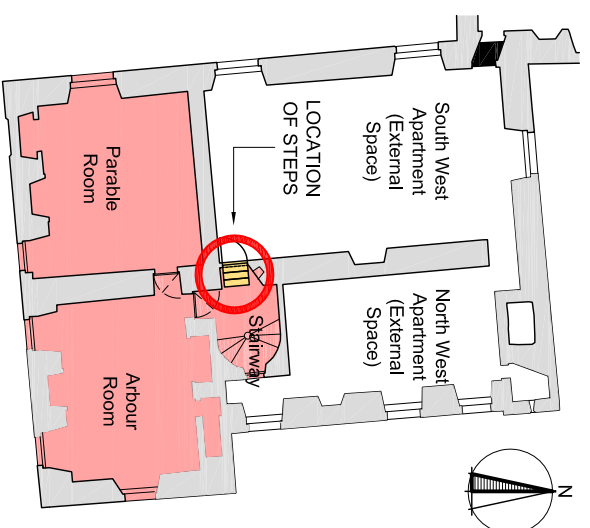 LOCATION
OF STEPS
South West
Apartment
(External
Space)
Parable
Room
North West
Apartment
(External
Space)
Stairway
Arbour
Room
N